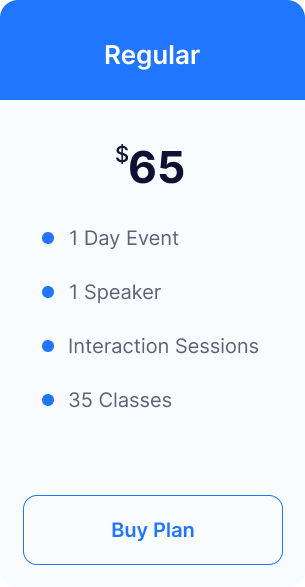 Regular
$65
1 Day Event
1 Speaker
Interaction Sessions
35 Classes
Buy Plan